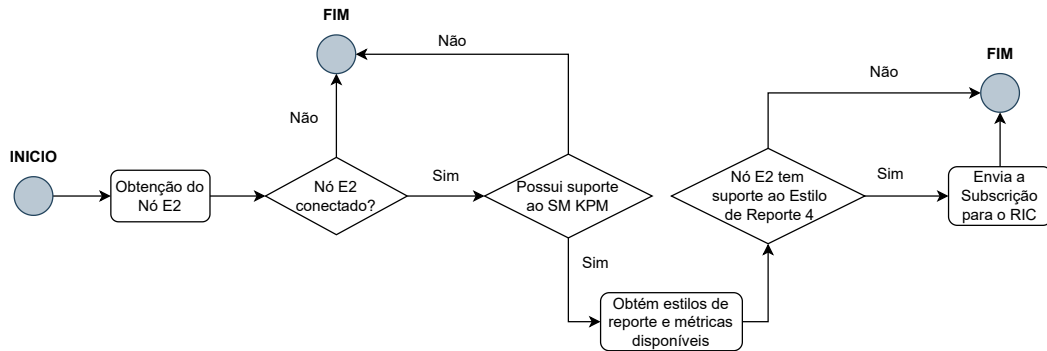 INICIO
Obtenção do
Nó E2
Nó E2
conectado?
Não
FIM
Sim
Possui suporte
ao SM KPM
Não
Sim
Obtém estilos de
reporte e métricas
disponíveis
Nó E2 tem
suporte ao Estilo
de Reporte 4
Não
Sim
Envia a
Subscrição
para o RIC
FIM